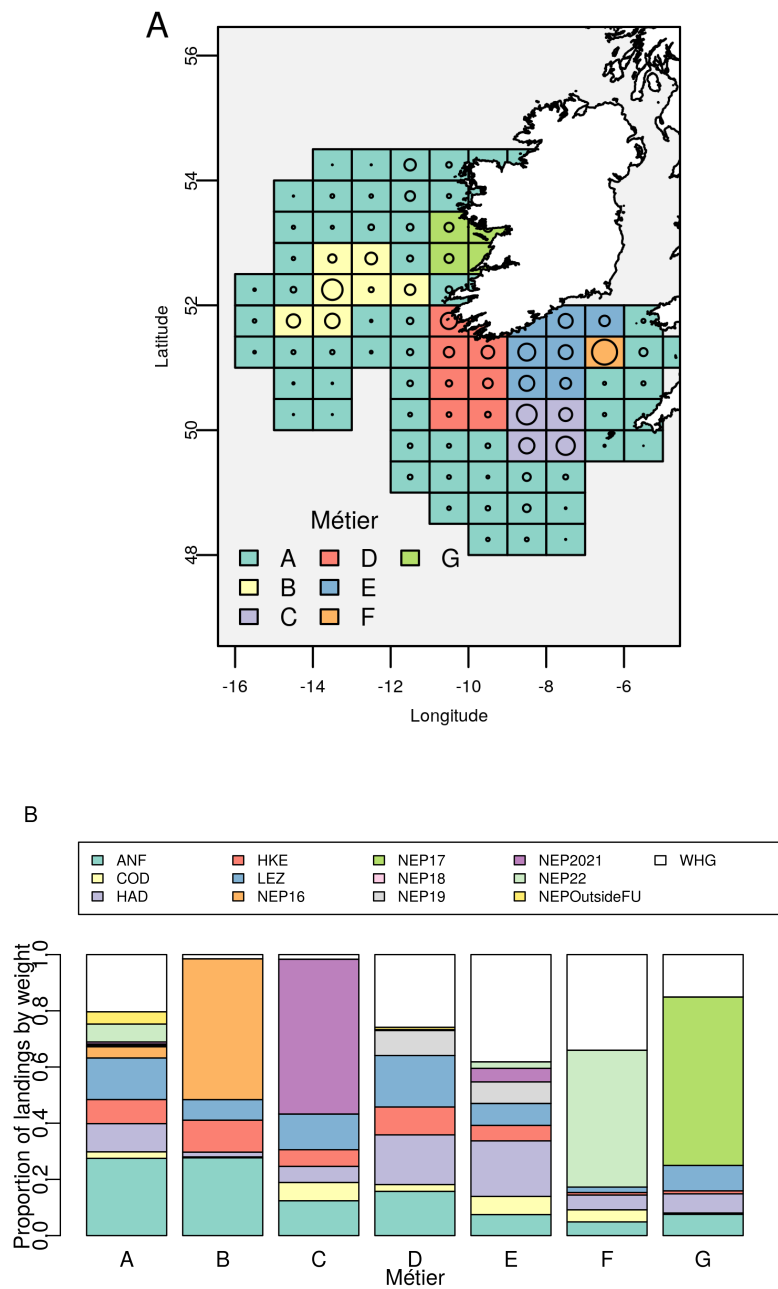 A
56
54
52
50
48
Latitude
Métier
A D G
B E
C F
-16 -14 -12 -10 -8 -6
Longitude
B
ANF HKE NEP17 NEP2021 WHG
COD LEZ NEP18 NEP22
HAD NEP16 NEP19 NEPOutsideFU
Proportion of landings by weight
1.0
0.8
0.6
0.4
0.2
0.0
A B C D E F G
Métier